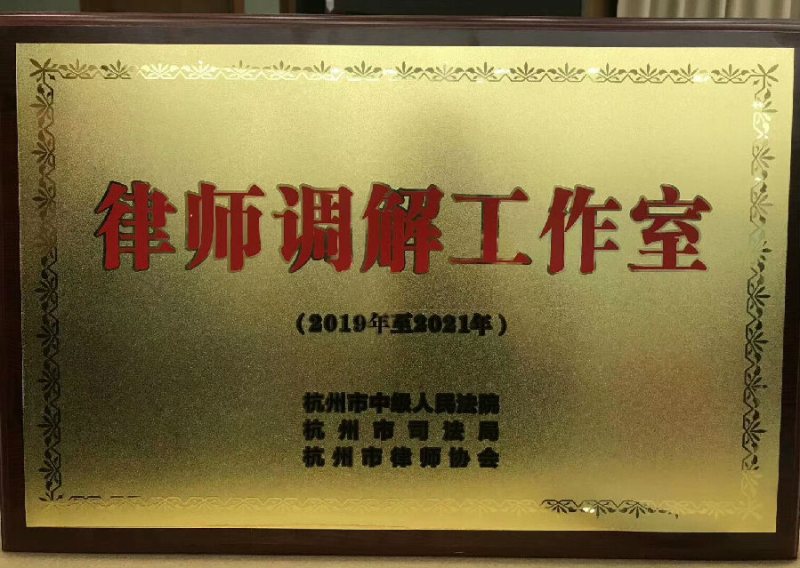 律师调解工作室
（2019年至2021年）
杭州市中级人民法院
杭州市司法局
杭州市律师协会